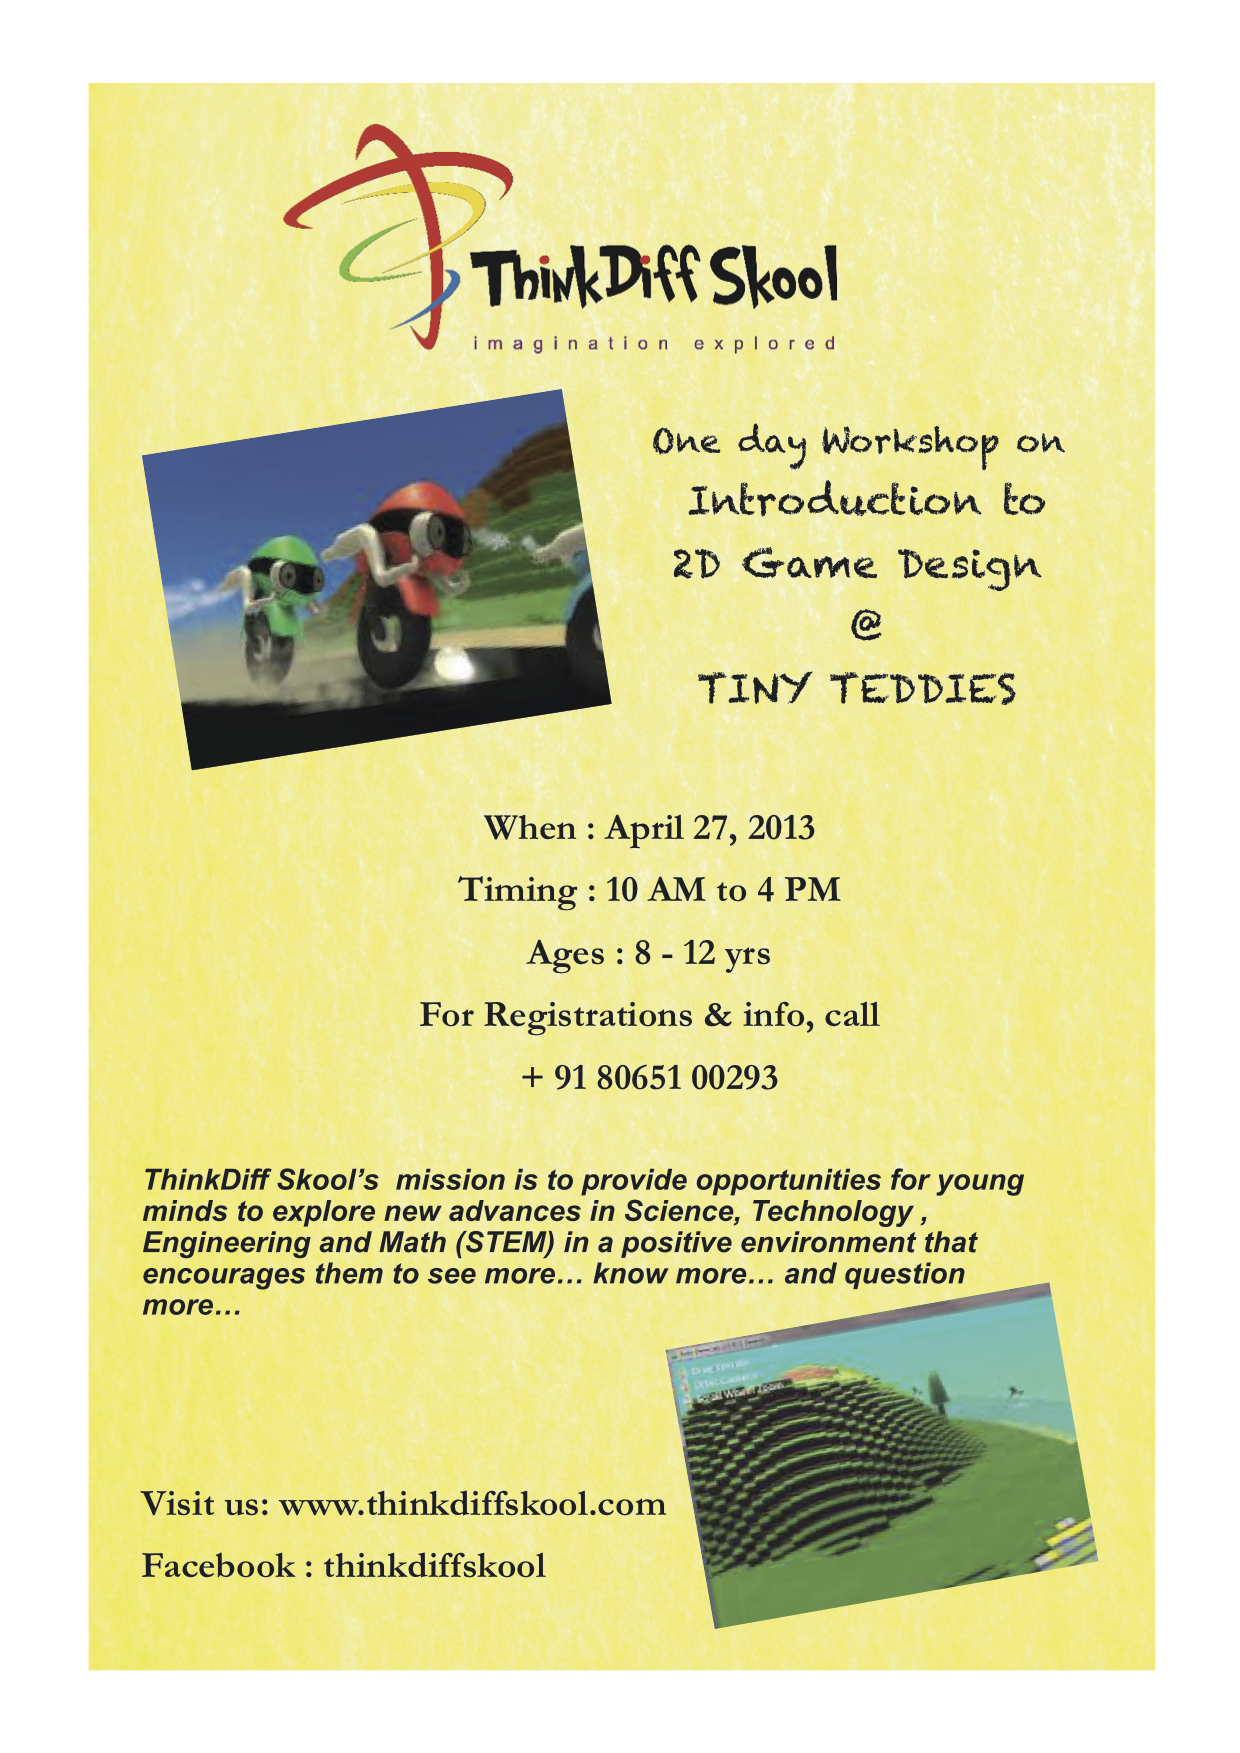 ThinkDiff Skool
imagination explored
One day Workshop on
Introduction to
2D Game Design
@
TINY TEDDIES
When : April 27, 2013
Timing : 10 AM to 4 PM
Ages : 8 - 12 yrs
For Registrations & info, call
+ 91 80651 00293
ThinkDiff Skool’s  mission is to provide opportunities for young
minds to explore new advances in Science, Technology ,
Engineering and Math (STEM) in a positive environment that
encourages them to see more… know more… and question
more…
Visit us: www.thinkdiffskool.com
Facebook : thinkdiffskool